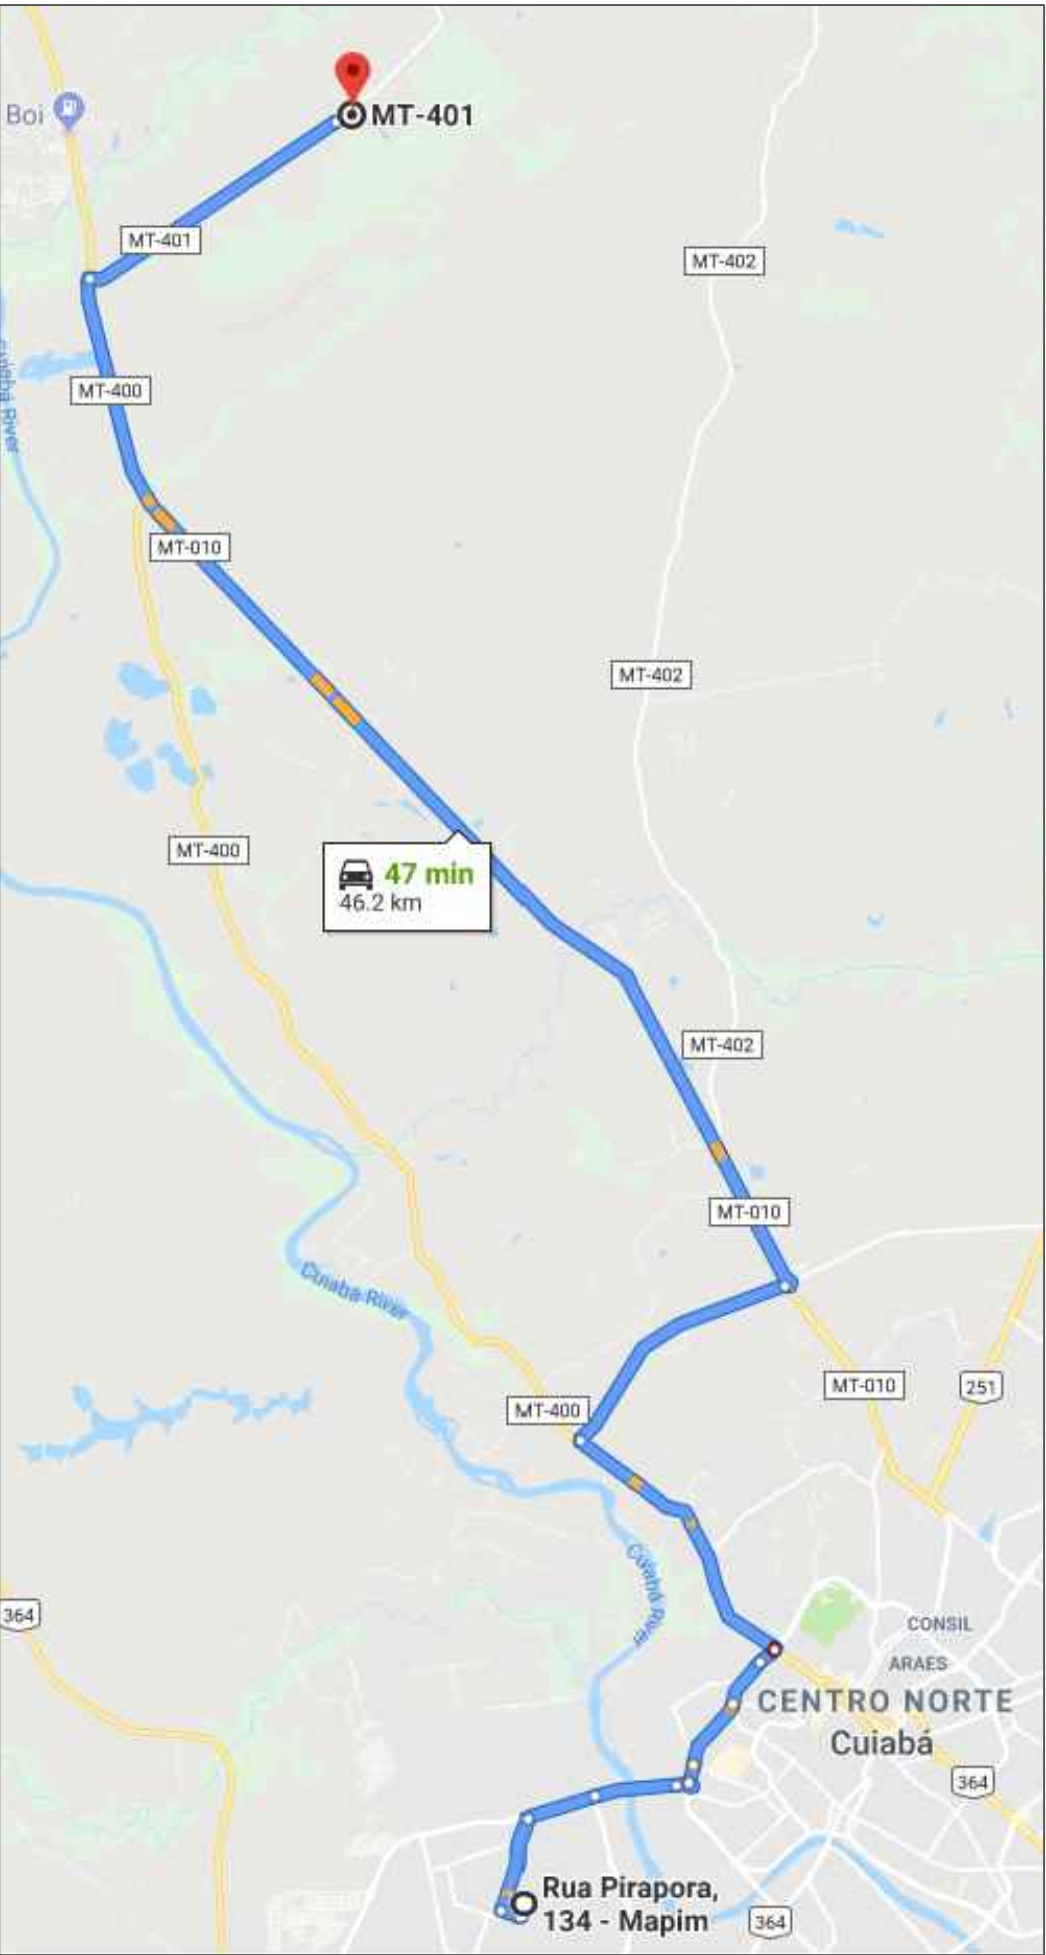 MT-401
Boi
MT-401
MT-402
Cuiabá River
MT-400
MT-010
MT-402
MT-400
47 min
46.2 km
MT-402
MT-010
Cuiabá River
MT-010
251
MT-400
Cuiabá River
364
CONSIL
ARAES
CENTRO NORTE
Cuiabá
364
Rua Pirapora,
134 - Mapim
364